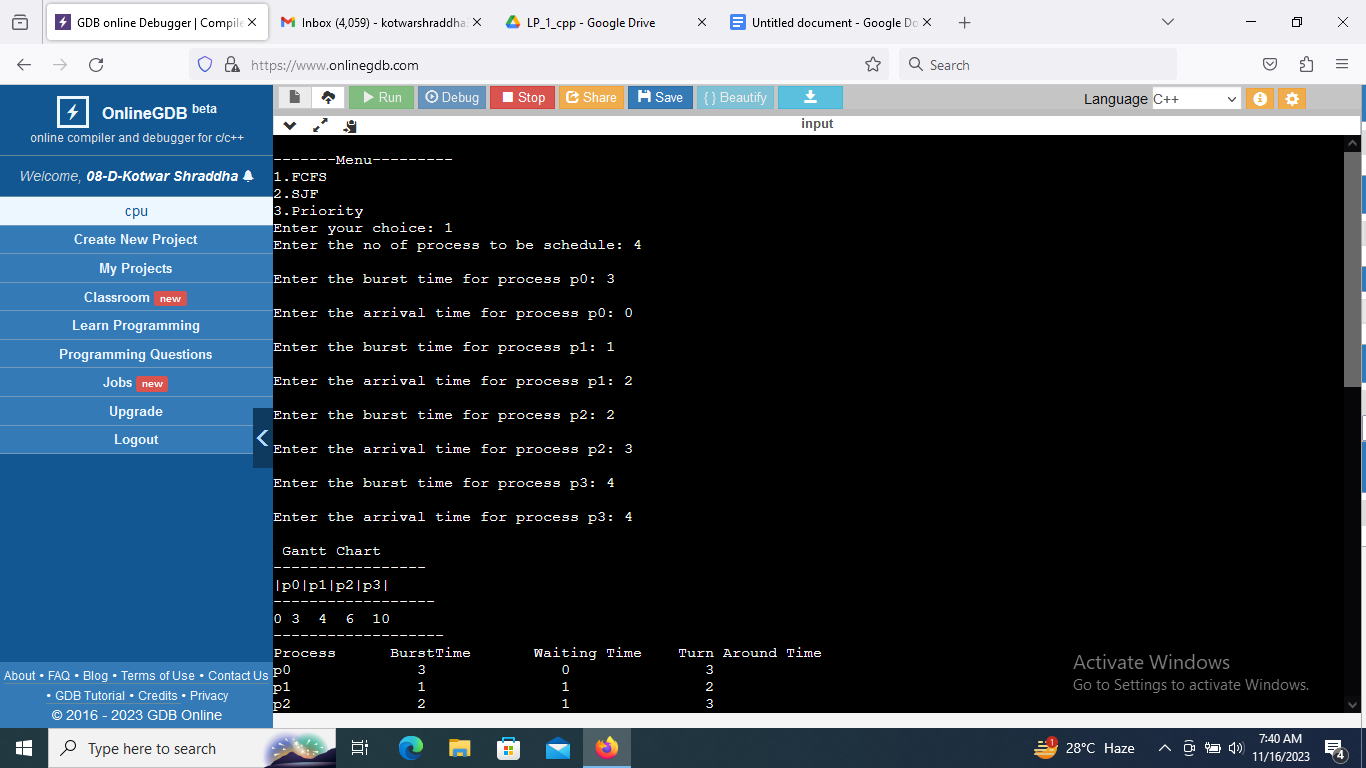 GDB online Debugger | Compile
Inbox (4,059) - kotwarshraddha
LP_1_cpp - Google Drive
Untitled document - Google Do
https://www.onlinegdb.com
Search
OnlineGDB beta
online compiler and debugger for c/c++
Welcome, 08-D-Kotwar Shraddha
cpu
Create New Project
My Projects
Classroom new
Learn Programming
Programming Questions
Jobs new
Upgrade
Logout
About • FAQ • Blog • Terms of Use • Contact Us
• GDB Tutorial • Credits • Privacy
© 2016 - 2023 GDB Online
Run Debug Stop Share Save { } Beautify
Language C++
input
-------Menu---------
1.FCFS
2.SJF
3.Priority
Enter your choice: 1
Enter the no of process to be schedule: 4
Enter the burst time for process p0: 3
Enter the arrival time for process p0: 0
Enter the burst time for process p1: 1
Enter the arrival time for process p1: 2
Enter the burst time for process p2: 2
Enter the arrival time for process p2: 3
Enter the burst time for process p3: 4
Enter the arrival time for process p3: 4
Gantt Chart
-----------------
|p0|p1|p2|p3|
------------------
0 3  4  6  10
-------------------
Process BurstTime Waiting Time Turn Around Time
p0 3 0 3
p1 1 1 2
p2 2 1 3
Activate Windows
Go to Settings to activate Windows.
Type here to search
1
28°C Haze
7:40 AM
11/16/2023
4